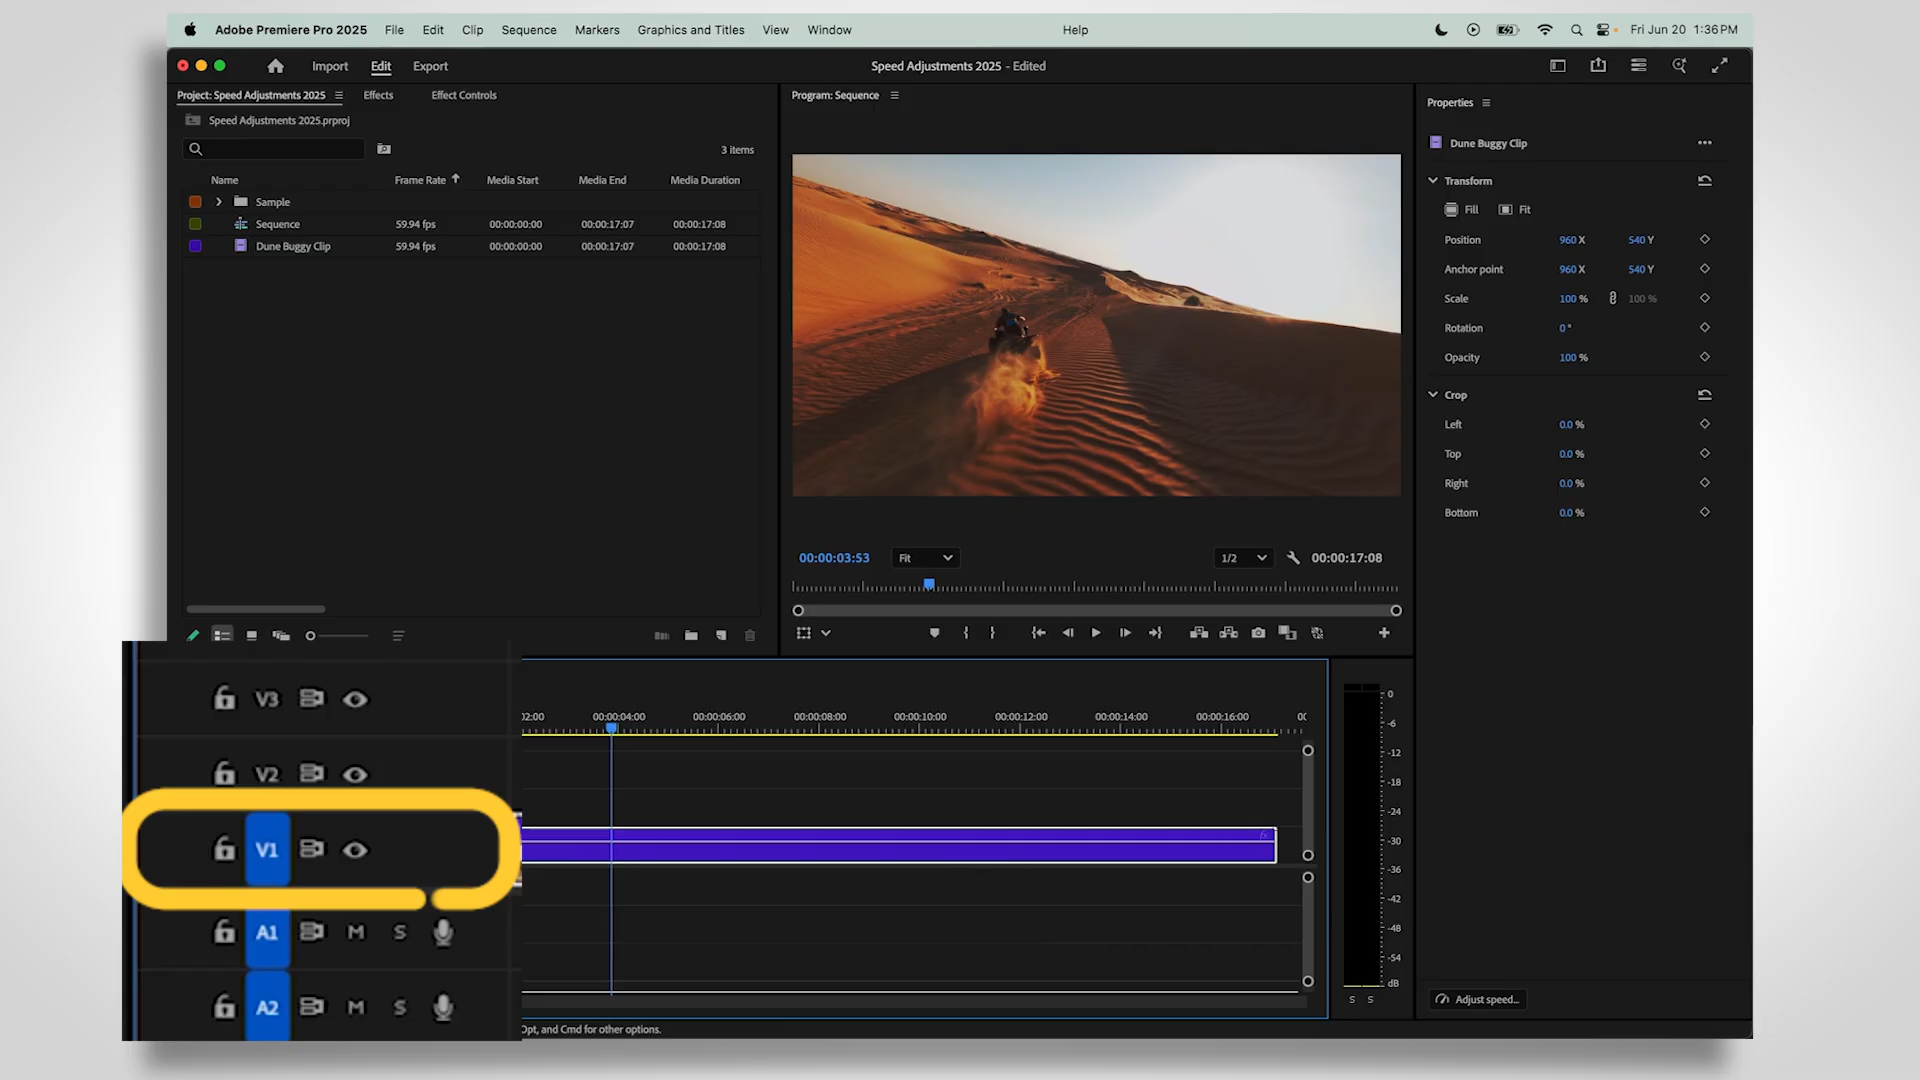 Adobe Premiere Pro 2025 File Edit Clip Sequence Markers Graphics and Titles View Window Help Fri Jun 20 1:36 PM
Import Edit Export Speed Adjustments 2025 - Edited
Project: Speed Adjustments 2025 Effects Effect Controls
Speed Adjustments 2025.prproj
3 items
Name Frame Rate Media Start Media End Media Duration
Sample
Sequence 59.94 fps 00:00:00:00 00:00:17:07 00:00:17:08
Dune Buggy Clip 59.94 fps 00:00:00:00 00:00:17:07 00:00:17:08
Program: Sequence
00:00:03:53 Fit 1/2 00:00:17:08
Properties
Dune Buggy Clip
Transform
Fill Fit
Position 960 X 540 Y
Anchor point 960 X 540 Y
Scale 100 % 100 %
Rotation 0 °
Opacity 100 %
Crop
Left 0.0 %
Top 0.0 %
Right 0.0 %
Bottom 0.0 %
V3
V2
V1
A1 M S
A2 M S
02:00 00:00:04:00 00:00:06:00 00:00:08:00 00:00:10:00 00:00:12:00 00:00:14:00 00:00:16:00 00
fx
0
-6
-12
-18
-24
-30
-36
-42
-48
-54
dB
S S
Adjust speed...
Opt, and Cmd for other options.